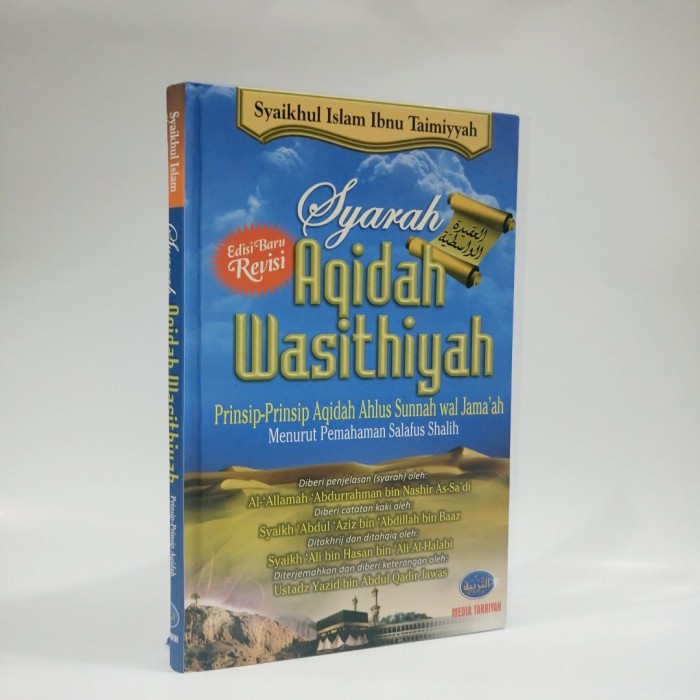 Syaikhul Islam Ibnu Taimiyyah
Syarah
العقيدة
الواسطية
Edisi Baru
Revisi
Aqidah
Wasithiyah
Prinsip-Prinsip Aqidah Ahlus Sunnah wal Jama'ah
Menurut Pemahaman Salafus Shalih
Diberi penjelasan (syarah) oleh:
Al-'Allamah 'Abdurrahman bin Nashir As-Sa'di
Diberi catatan kaki oleh:
Syaikh 'Abdul 'Aziz bin 'Abdillah bin Baaz
Ditakhrij dan ditahqiq oleh:
Syaikh 'Ali bin Hasan bin 'Ali Al-Halabi
Diterjemahkan dan diberi keterangan oleh:
Ustadz Yazid bin Abdul Qadir Jawas
التربية
MEDIA TARBIYAH
Syaikhul Islam
Syarah Aqidah Wasithiyah
Prinsip-Prinsip Aqidah